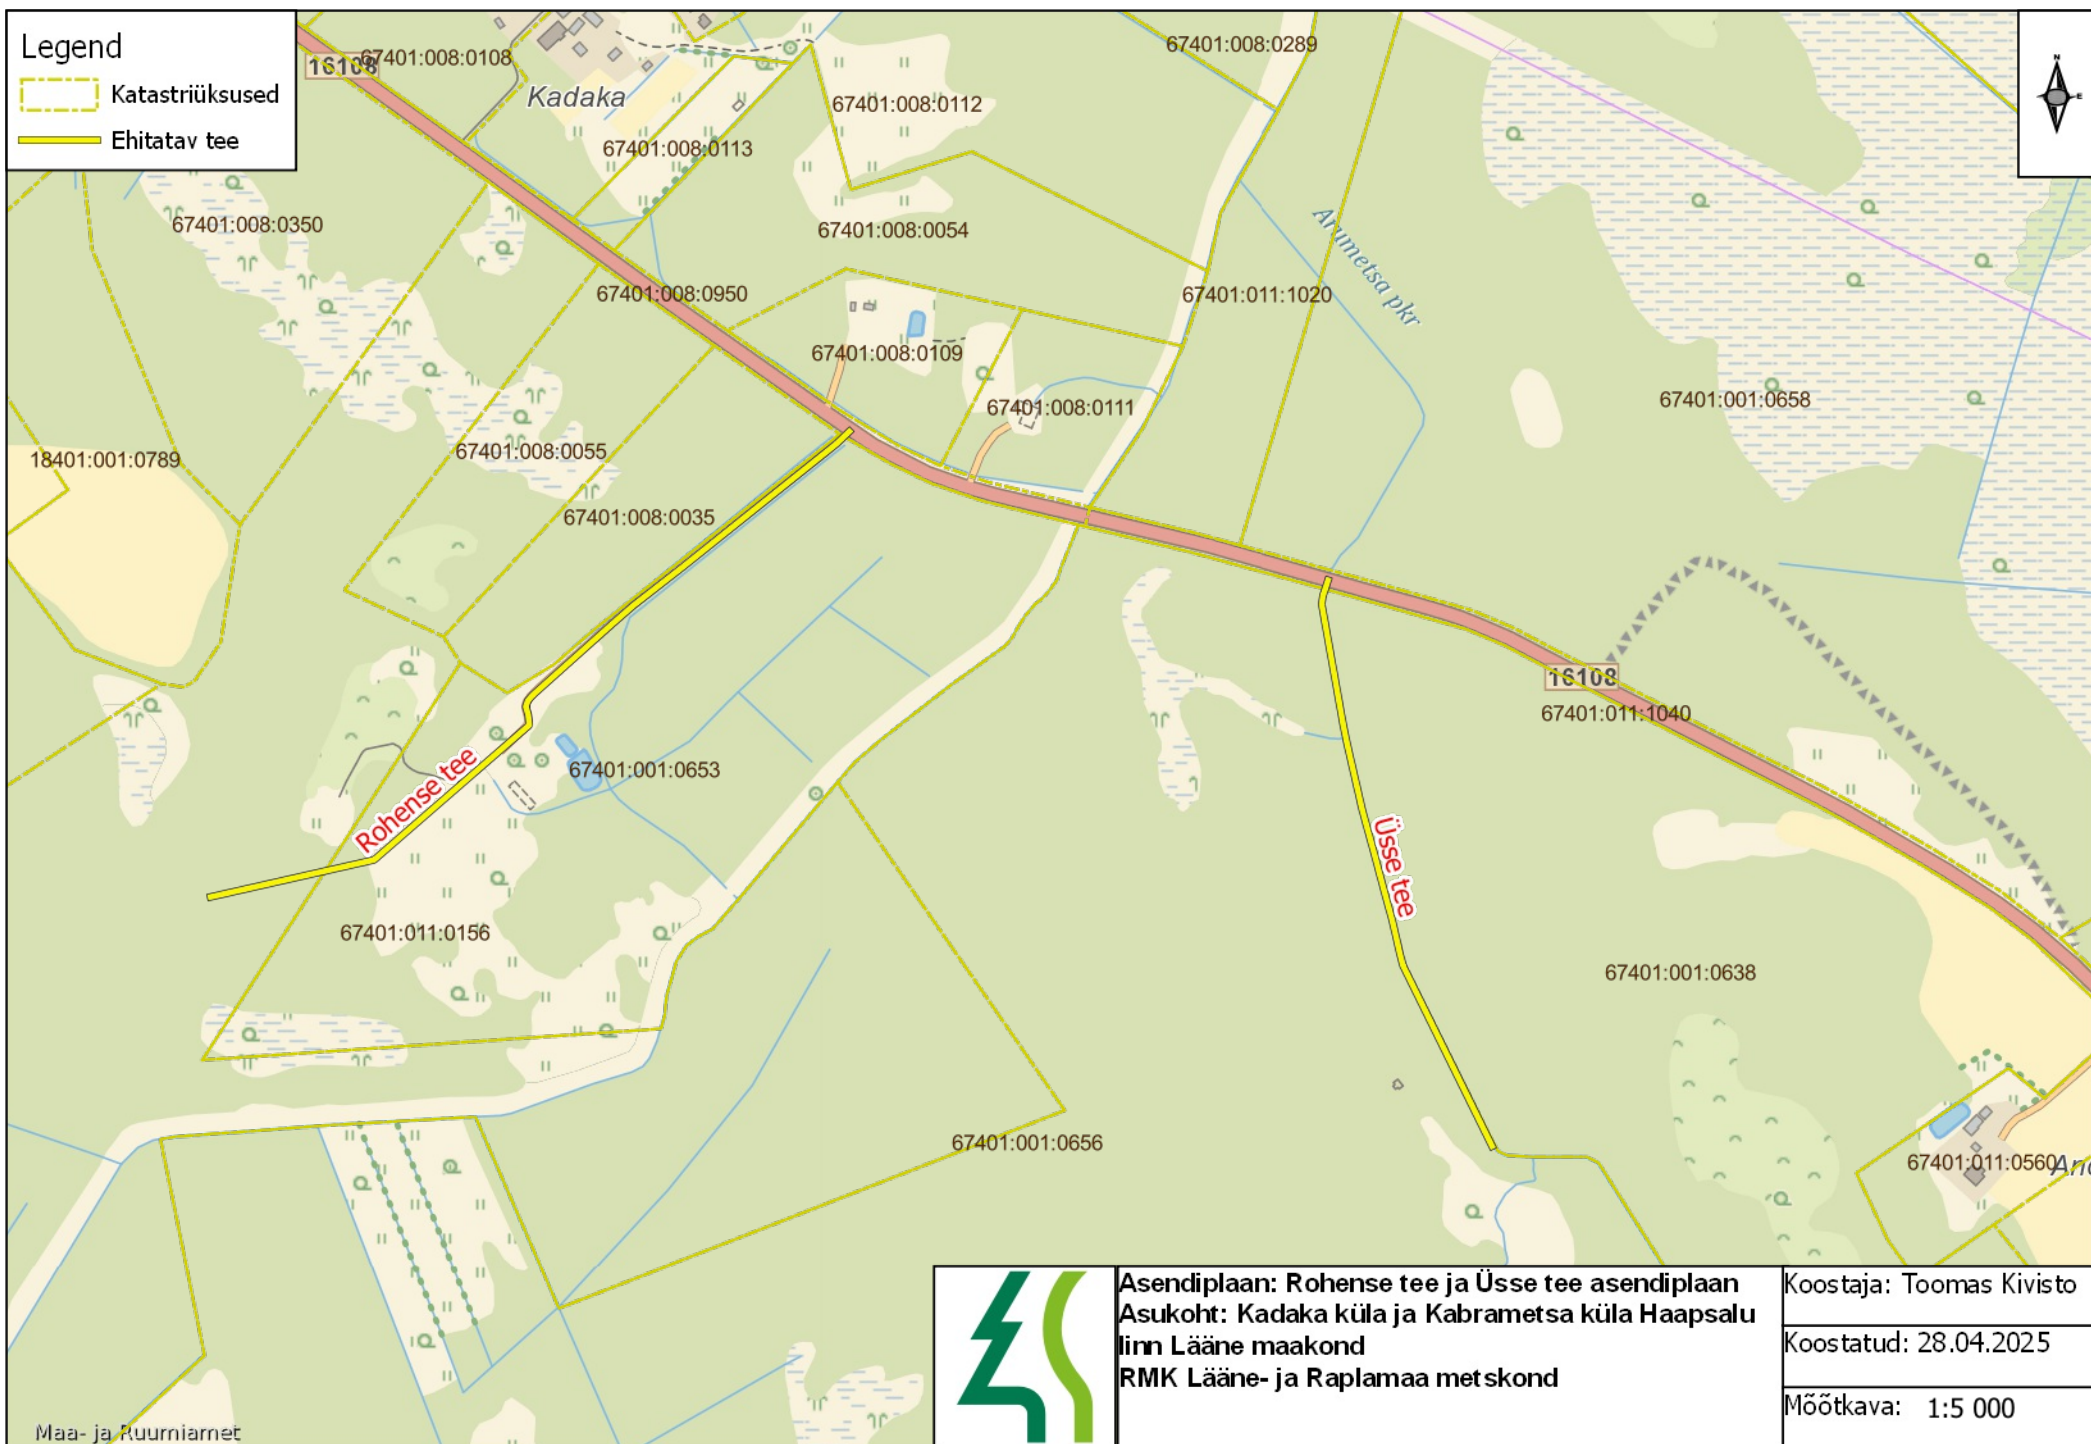 Legend
Katastriüksused
Ehitatav tee
16108
67401:008:0108
Kadaka
67401:008:0289
N
E
67401:008:0112
67401:008:0113
67401:008:0350
67401:008:0054
Arumetsa pkr
67401:008:0950
67401:011:1020
67401:008:0109
67401:008:0111
67401:001:0658
18401:001:0789
67401:008:0055
67401:008:0035
16108
67401:011:1040
67401:001:0653
Rohense tee
Üsse tee
67401:011:0156
67401:001:0638
67401:001:0656
67401:011:0560
Asendiplaan: Rohense tee ja Üsse tee asendiplaan
Asukoht: Kadaka küla ja Kabrametsa küla Haapsalu
linn Lääne maakond
RMK Lääne- ja Raplamaa metskond
Koostaja: Toomas Kivisto
Koostatud: 28.04.2025
Mõõtkava: 1:5 000
Maa- ja Ruumiamet